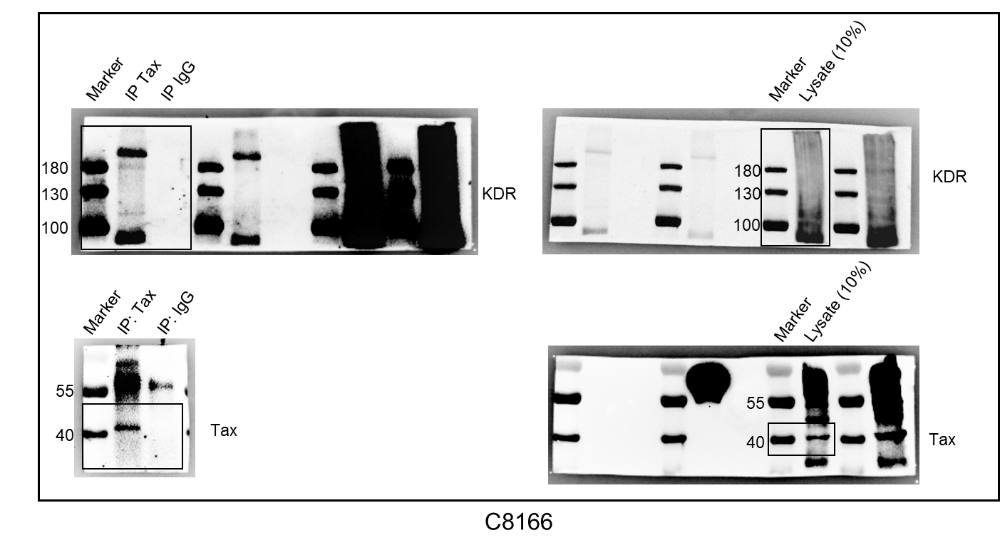 Marker
IP Tax
IP IgG
180
130
100
KDR
Marker
Lysate (10%)
180
130
100
KDR
Marker
IP: Tax
IP: IgG
55
40
Tax
Marker
Lysate (10%)
55
40
Tax
C8166